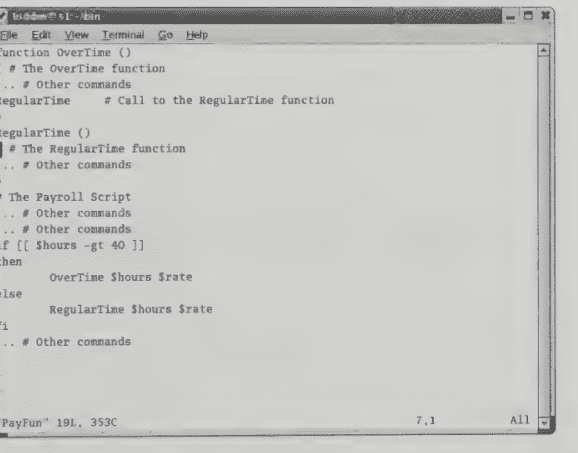 File Edit View Terminal Go Help
function OverTime ()
# The OverTime function
.. # Other commands
RegularTime # Call to the RegularTime function
RegularTime ()
# The RegularTime function
.. # Other commands
# The Payroll Script
.. # Other commands
.. # Other commands
if [[ $hours -gt 40 ]]
then
OverTime $hours $rate
else
RegularTime $hours $rate
fi
.. # Other commands
"PayFun" 19L, 353C 7,1 All